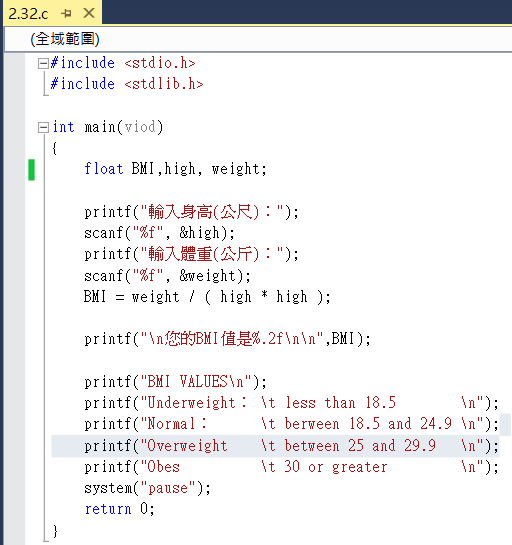 2.32.c
(全域範圍)
#include <stdio.h>
#include <stdlib.h>
int main(viod)
{
float BMI,high, weight;
printf("輸入身高(公尺)：");
scanf("%f", &high);
printf("輸入體重(公斤)：");
scanf("%f", &weight);
BMI = weight / ( high * high );
printf("\n您的BMI值是%.2f\n\n",BMI);
printf("BMI VALUES\n");
printf("Underweight： \t less than 18.5 \n");
printf("Normal： \t berween 18.5 and 24.9 \n");
printf("Overweight \t between 25 and 29.9 \n");
printf("Obes \t 30 or greater \n");
system("pause");
return 0;
}